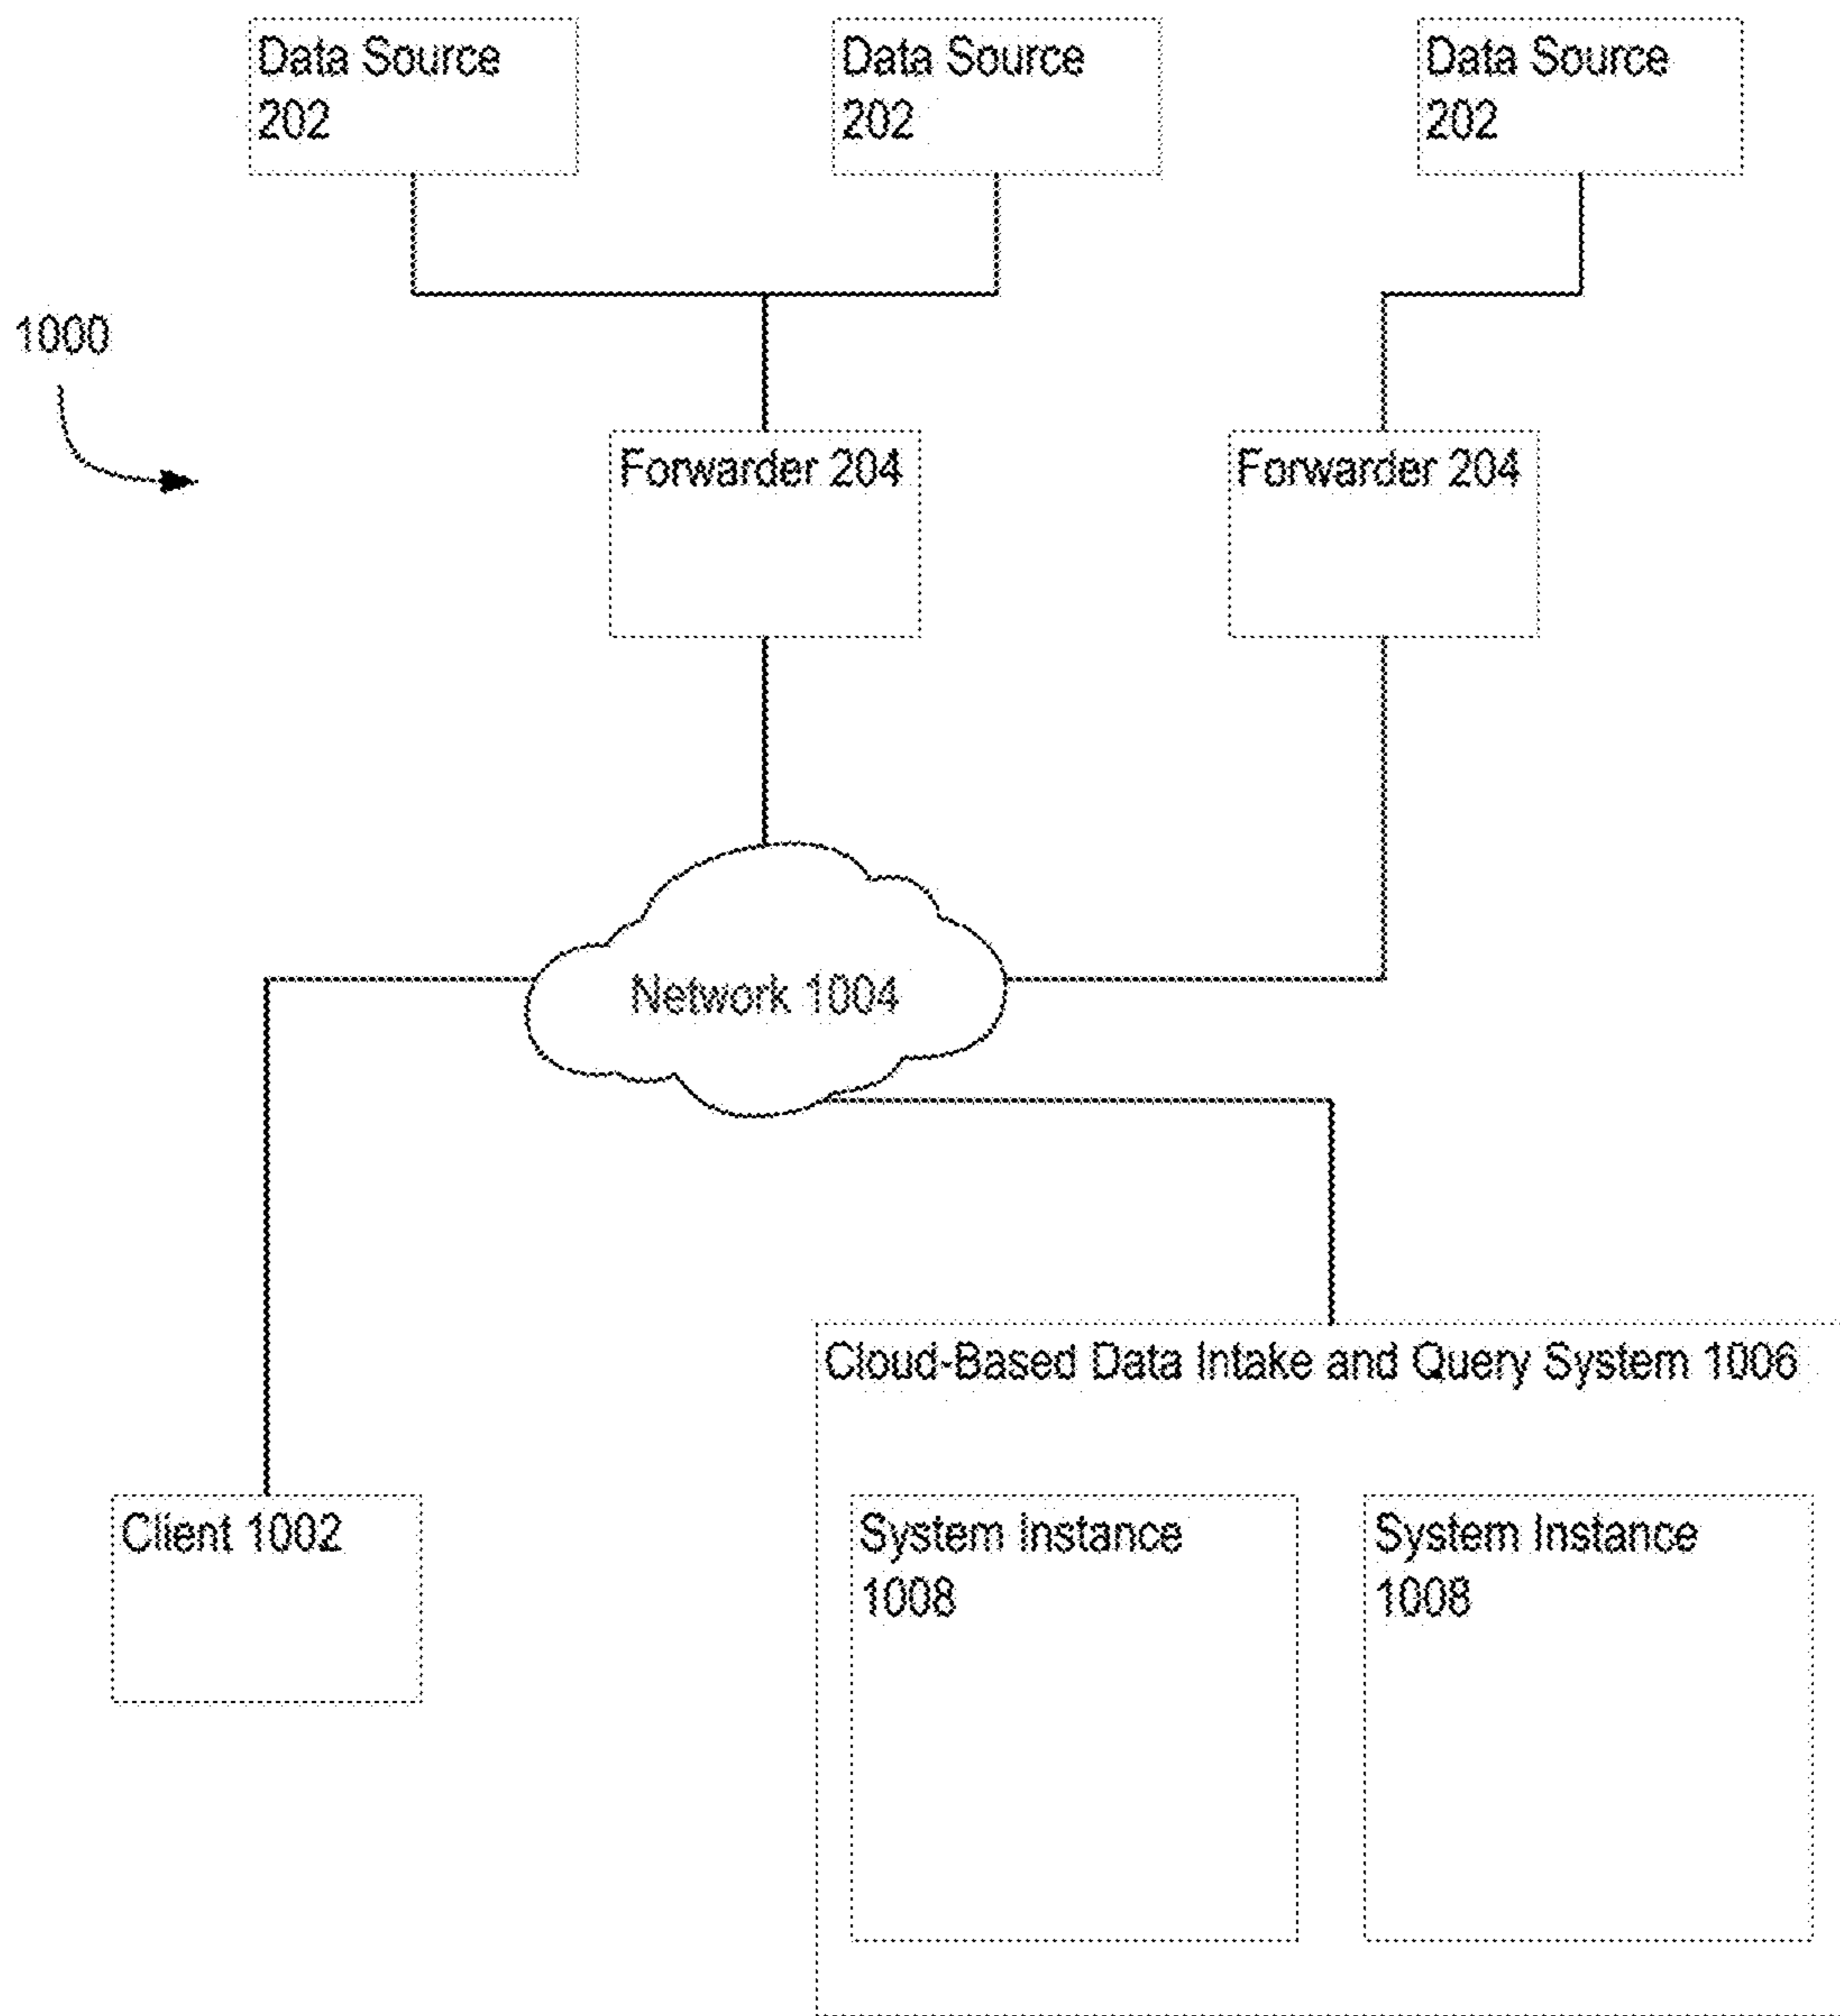 Data Source
202
Data Source
202
Data Source
202
1000
Forwarder 204
Forwarder 204
Network 1004
Cloud-Based Data Intake and Query System 1006
Client 1002
System Instance
1008
System Instance
1008